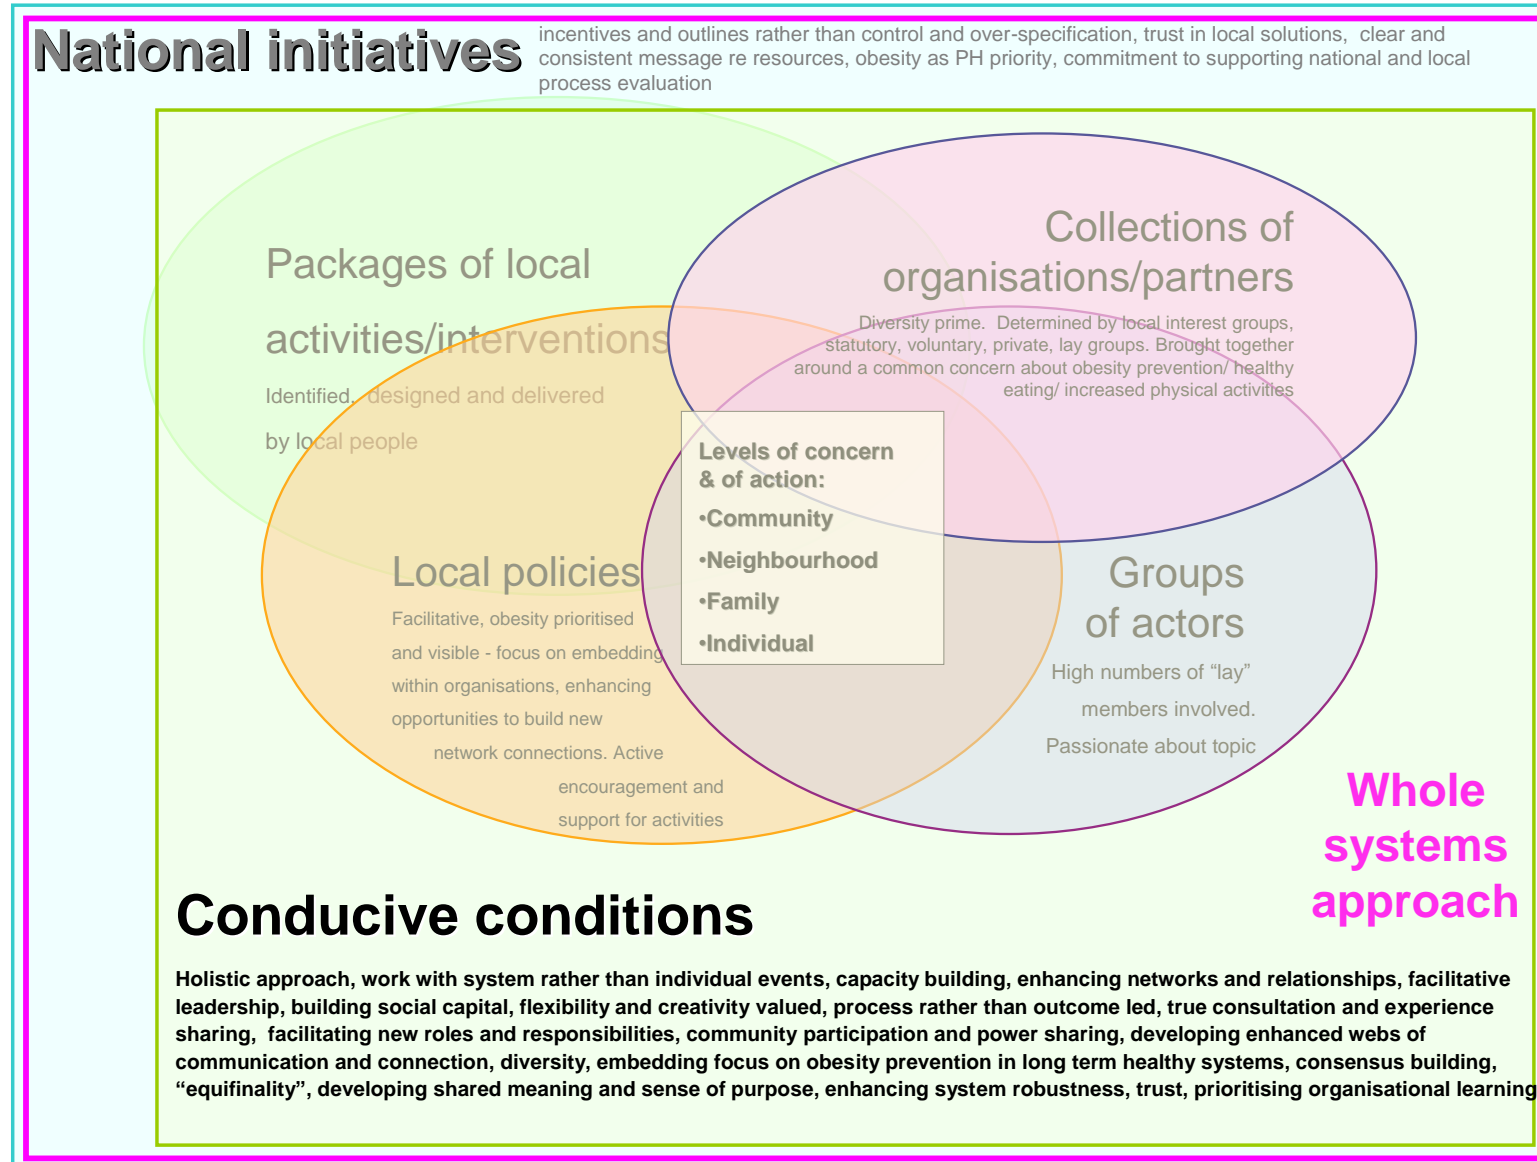 National initiatives
incentives and outlines rather than control and over-specification, trust in local solutions,  clear and
consistent message re resources, obesity as PH priority, commitment to supporting national and local
process evaluation
Packages of local
activities/interventions
Identified, designed and delivered
by local people
Collections of
organisations/partners
Diversity prime.  Determined by local interest groups,
statutory, voluntary, private, lay groups. Brought together
around a common concern about obesity prevention/ healthy
eating/ increased physical activities
Levels of concern
& of action:
•Community
•Neighbourhood
•Family
•Individual
Local policies
Facilitative, obesity prioritised
and visible - focus on embedding
within organisations, enhancing
opportunities to build new
network connections. Active
encouragement and
support for activities
Groups
of actors
High numbers of “lay”
members involved.
Passionate about topic
Whole
systems
approach
Conducive conditions
Holistic approach, work with system rather than individual events, capacity building, enhancing networks and relationships, facilitative
leadership, building social capital, flexibility and creativity valued, process rather than outcome led, true consultation and experience
sharing,  facilitating new roles and responsibilities, community participation and power sharing, developing enhanced webs of
communication and connection, diversity, embedding focus on obesity prevention in long term healthy systems, consensus building,
“equifinality”, developing shared meaning and sense of purpose, enhancing system robustness, trust, prioritising organisational learning